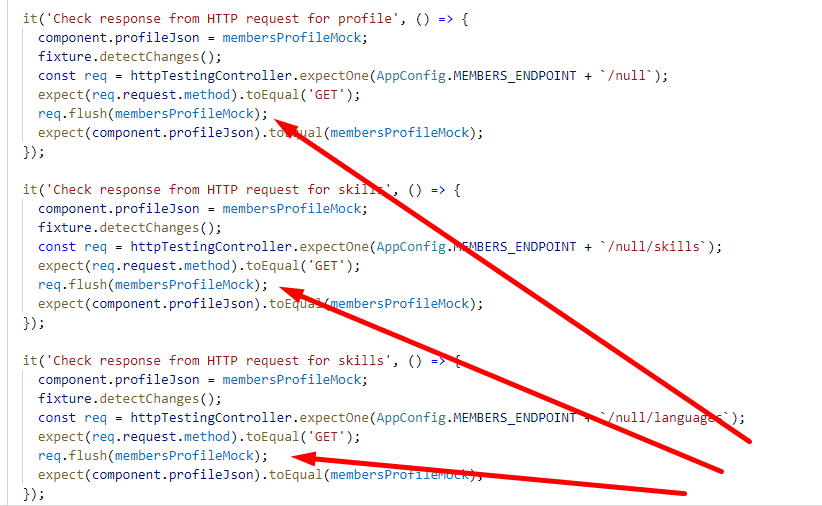 it('Check response from HTTP request for profile', () => {
component.profileJson = membersProfileMock;
fixture.detectChanges();
const req = httpTestingController.expectOne(AppConfig.MEMBERS_ENDPOINT + `/null`);
expect(req.request.method).toEqual('GET');
req.flush(membersProfileMock);
expect(component.profileJson).toEqual(membersProfileMock);
});
it('Check response from HTTP request for skills', () => {
component.profileJson = membersProfileMock;
fixture.detectChanges();
const req = httpTestingController.expectOne(AppConfig.MEMBERS_ENDPOINT + `/null/skills`);
expect(req.request.method).toEqual('GET');
req.flush(membersProfileMock);
expect(component.profileJson).toEqual(membersProfileMock);
});
it('Check response from HTTP request for skills', () => {
component.profileJson = membersProfileMock;
fixture.detectChanges();
const req = httpTestingController.expectOne(AppConfig.MEMBERS_ENDPOINT + `/null/languages`);
expect(req.request.method).toEqual('GET');
req.flush(membersProfileMock);
expect(component.profileJson).toEqual(membersProfileMock);
});